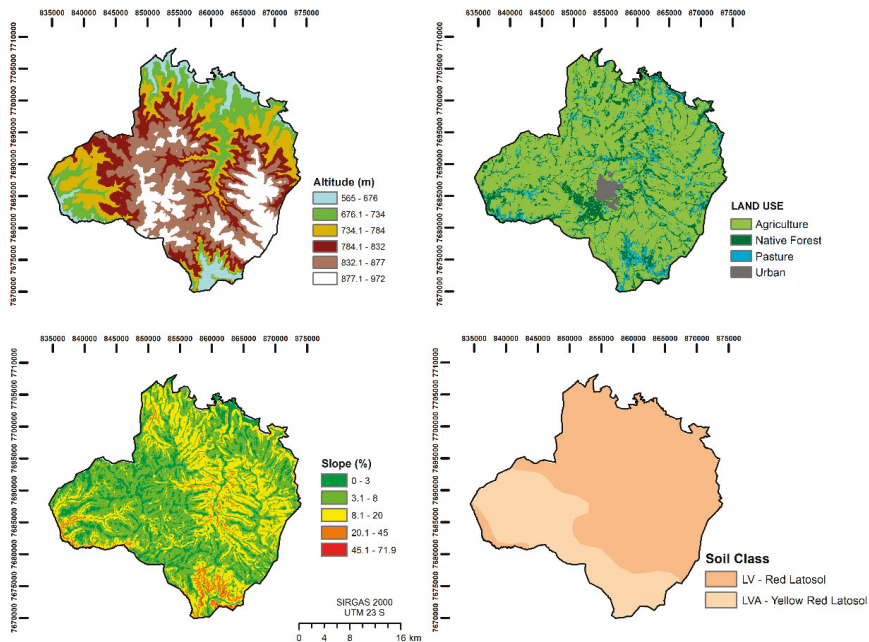 835000 840000 845000 850000 855000 860000 865000 870000 875000
7710000
7705000
7700000
7695000
7690000
7685000
7680000
7675000
7670000
Altitude (m)
565 - 676
676.1 - 734
734.1 - 784
784.1 - 832
832.1 - 877
877.1 - 972
835000 840000 845000 850000 855000 860000 865000 870000 875000
7710000
7705000
7700000
7695000
7690000
7685000
7680000
7675000
7670000
LAND USE
Agriculture
Native Forest
Pasture
Urban
835000 840000 845000 850000 855000 860000 865000 870000 875000
7710000
7705000
7700000
7695000
7690000
7685000
7680000
7675000
7670000
Slope (%)
0 - 3
3.1 - 8
8.1 - 20
20.1 - 45
45.1 - 71.9
SIRGAS 2000
UTM 23 S
0 4 8 16 km
835000 840000 845000 850000 855000 860000 865000 870000 875000
7710000
7705000
7700000
7695000
7690000
7685000
7680000
7675000
7670000
Soil Class
LV - Red Latosol
LVA - Yellow Red Latosol